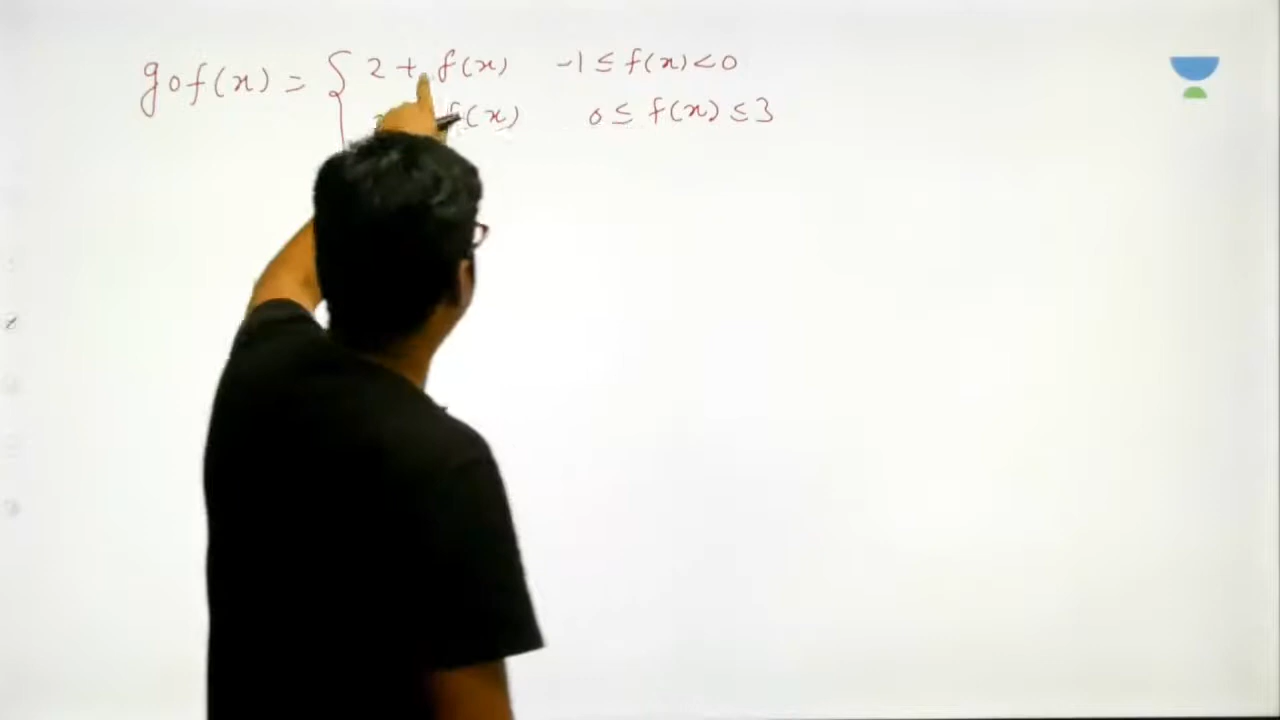 gof(x) = { 2 + f(x) -1 ≤ f(x) < 0
f(x) 0 ≤ f(x) ≤ 3